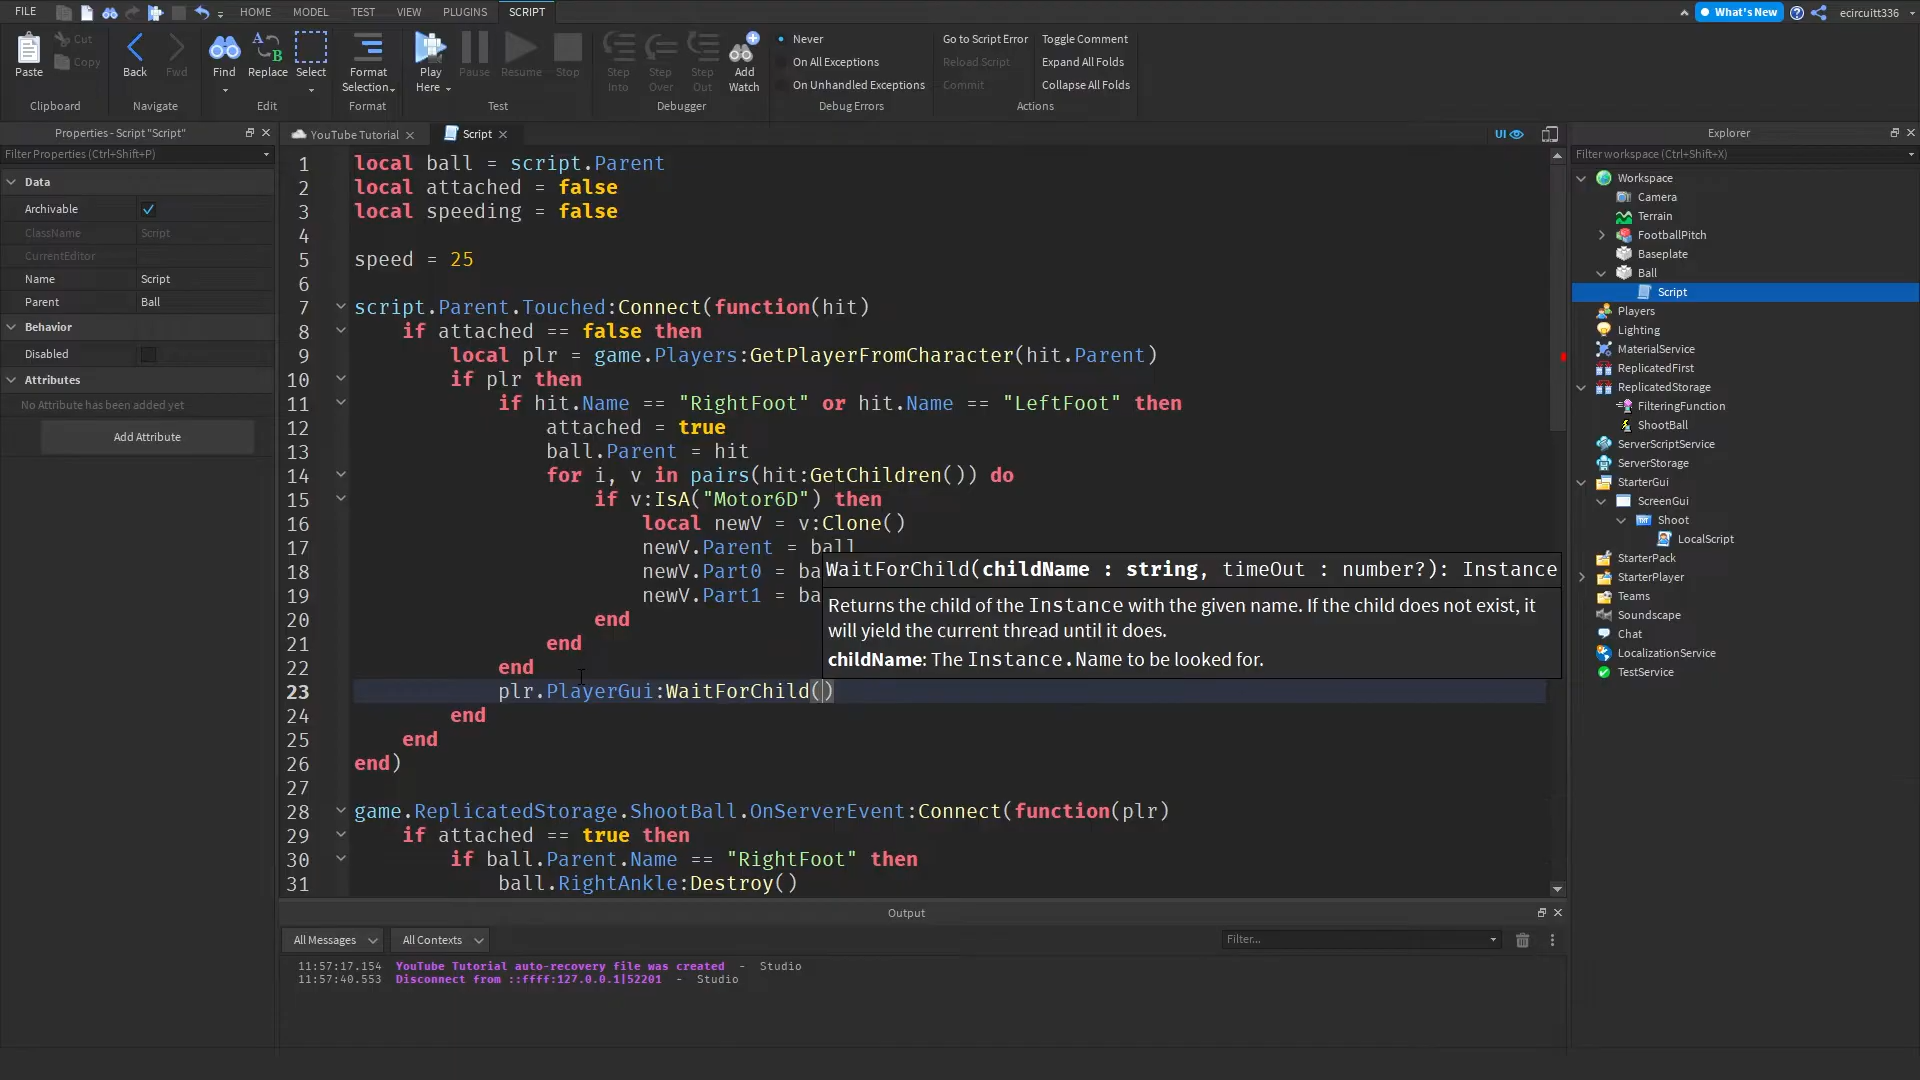 FILE
HOME
MODEL
TEST
VIEW
PLUGINS
SCRIPT
What's New
ecircuitt336
Paste
Cut
Copy
Clipboard
Back
Fwd
Navigate
Find
Replace
Select
Edit
Format
Selection
Format
Play
Here
Pause
Resume
Stop
Test
Step
Into
Step
Over
Step
Out
Add
Watch
Debugger
Never
On All Exceptions
On Unhandled Exceptions
Debug Errors
Go to Script Error
Reload Script
Commit
Toggle Comment
Expand All Folds
Collapse All Folds
Actions
Properties - Script "Script"
Filter Properties (Ctrl+Shift+P)
Data
Archivable
ClassName Script
CurrentEditor
Name Script
Parent Ball
Behavior
Disabled
Attributes
No Attribute has been added yet
Add Attribute
YouTube Tutorial
Script
UI
1 local ball = script.Parent
2 local attached = false
3 local speeding = false
4
5 speed = 25
6
7 script.Parent.Touched:Connect(function(hit)
8 if attached == false then
9 local plr = game.Players:GetPlayerFromCharacter(hit.Parent)
10 if plr then
11 if hit.Name == "RightFoot" or hit.Name == "LeftFoot" then
12 attached = true
13 ball.Parent = hit
14 for i, v in pairs(hit:GetChildren()) do
15 if v:IsA("Motor6D") then
16 local newV = v:Clone()
17 newV.Parent = ball
18 newV.Part0 = ba
19 newV.Part1 = ba
20 end
21 end
22 end
23 plr.PlayerGui:WaitForChild()
24 end
25 end
26 end)
27
28 game.ReplicatedStorage.ShootBall.OnServerEvent:Connect(function(plr)
29 if attached == true then
30 if ball.Parent.Name == "RightFoot" then
31 ball.RightAnkle:Destroy()
WaitForChild(childName : string, timeOut : number?): Instance
Returns the child of the Instance with the given name. If the child does not exist, it
will yield the current thread until it does.
childName: The Instance.Name to be looked for.
Output
All Messages
All Contexts
Filter...
11:57:17.154 YouTube Tutorial auto-recovery file was created - Studio
11:57:40.553 Disconnect from ::ffff:127.0.0.1|52201 - Studio
Explorer
Filter workspace (Ctrl+Shift+X)
Workspace
Camera
Terrain
FootballPitch
Baseplate
Ball
Script
Players
Lighting
MaterialService
ReplicatedFirst
ReplicatedStorage
FilteringFunction
ShootBall
ServerScriptService
ServerStorage
StarterGui
ScreenGui
Shoot
LocalScript
StarterPack
StarterPlayer
Teams
Soundscape
Chat
LocalizationService
TestService